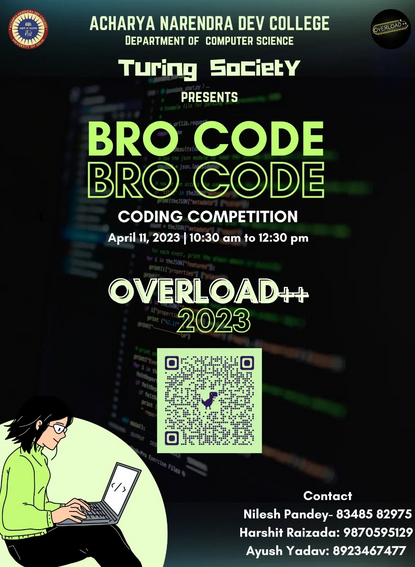 ACHARYA NARENDRA DEV COLLEGE
DEPARTMENT OF COMPUTER SCIENCE
Turing Society
PRESENTS
BRO CODE
BRO CODE
CODING COMPETITION
April 11, 2023 | 10:30 am to 12:30 pm
OVERLOAD++
2023
</>
Contact
Nilesh Pandey- 83485 82975
Harshit Raizada: 9870595129
Ayush Yadav: 8923467477
OVERLOAD++